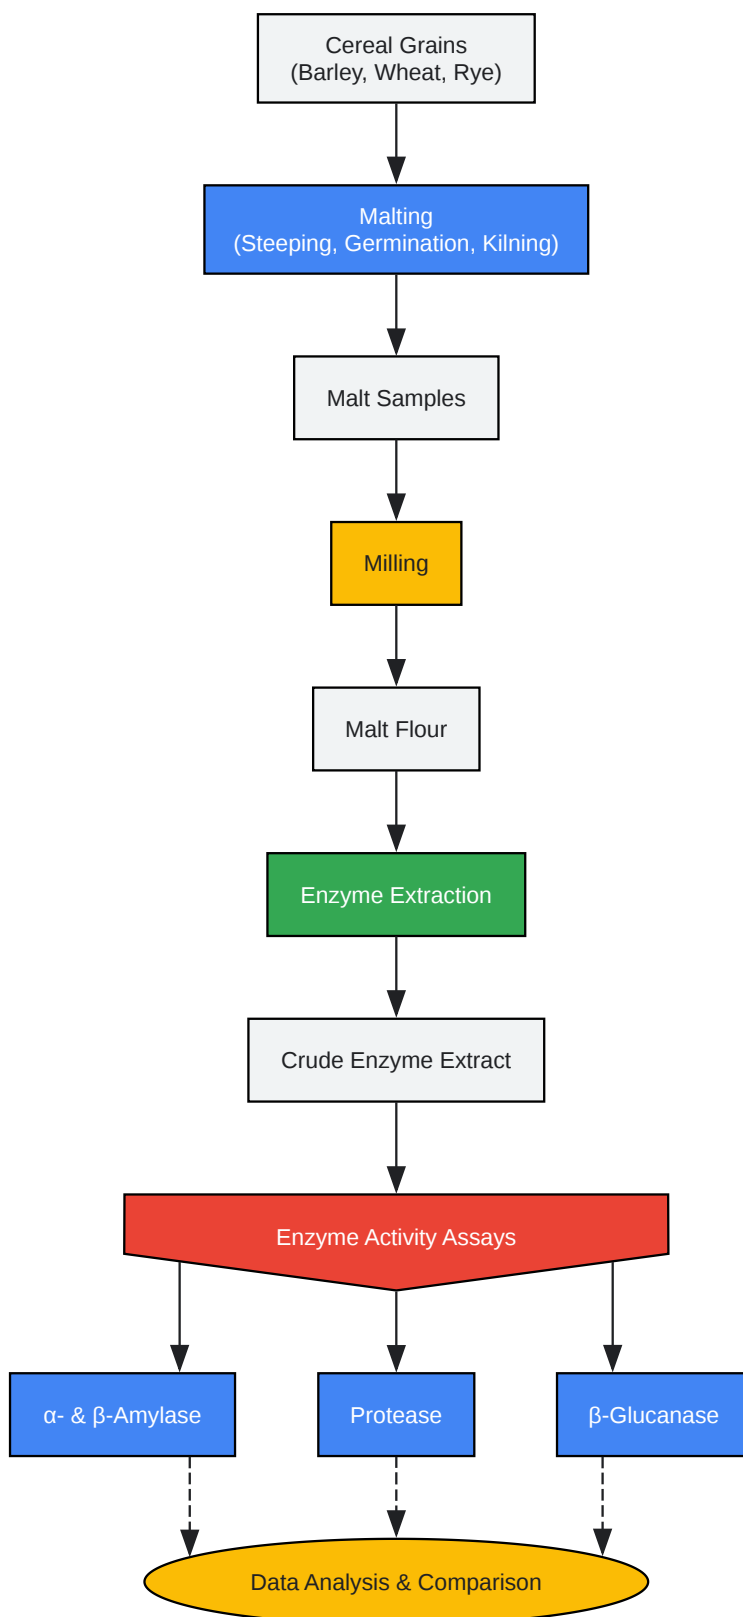 Cereal Grains
(Barley, Wheat, Rye)
Malting
(Steeping, Germination, Kilning)
Malt Samples
Milling
Malt Flour
Enzyme Extraction
Crude Enzyme Extract
Enzyme Activity Assays
α- & β-Amylase
Protease
β-Glucanase
Data Analysis & Comparison